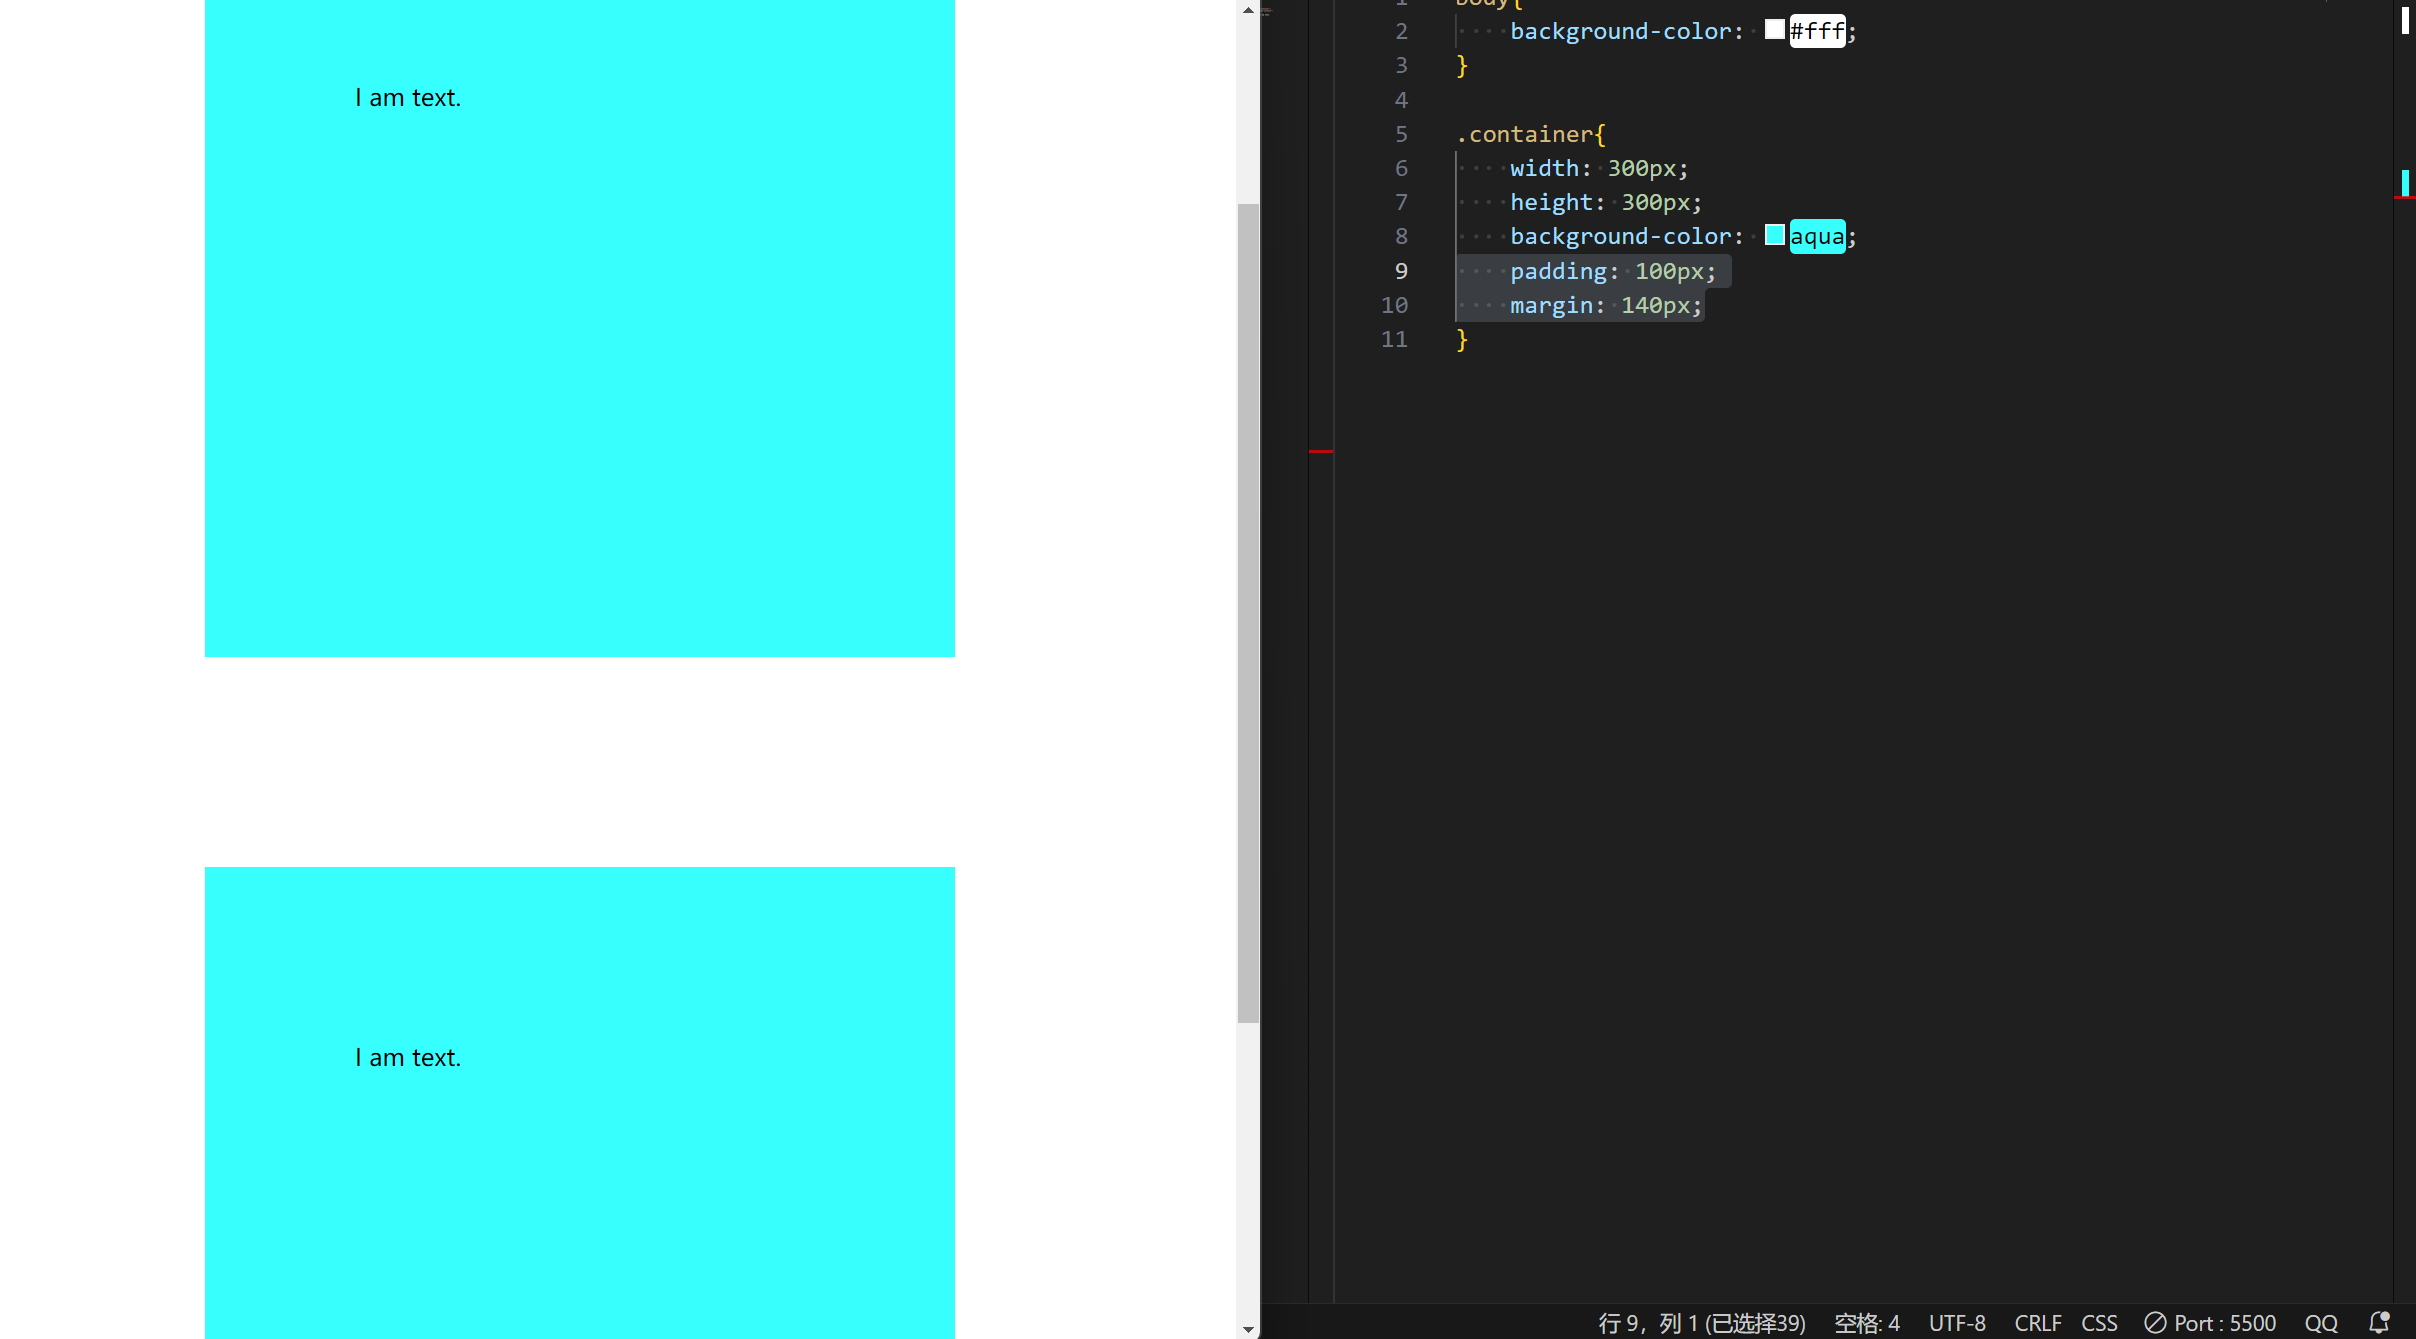 I am text.
I am text.
1 body{
2 background-color: #fff;
3 }
4
5 .container{
6 width: 300px;
7 height: 300px;
8 background-color: aqua;
9 padding: 100px;
10 margin: 140px;
11 }
行 9，列 1 (已选择39) 空格: 4 UTF-8 CRLF CSS Port : 5500 QQ